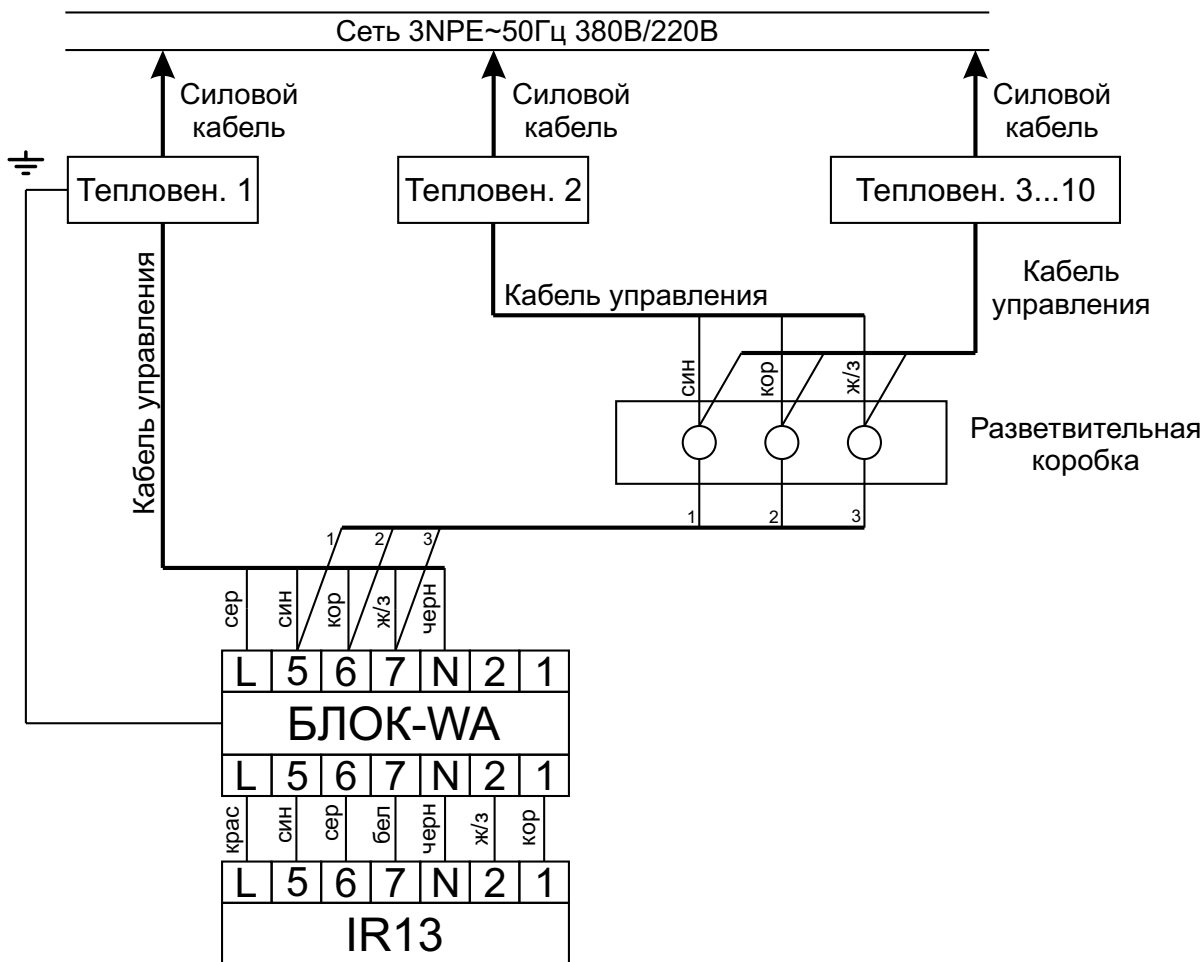 Сеть 3NPE~50Гц 380В/220В
Силовой
кабель
Силовой
кабель
Силовой
кабель
Тепловен. 1
Тепловен. 2
Тепловен. 3...10
Кабель управления
Кабель управления
Кабель
управления
син
кор
ж/з
Разветвительная
коробка
1
2
3
1
2
3
сер
син
кор
ж/з
черн
L 5 6 7 N 2 1
БЛОК-WA
L 5 6 7 N 2 1
крас
син
сер
бел
черн
ж/з
кор
L 5 6 7 N 2 1
IR13